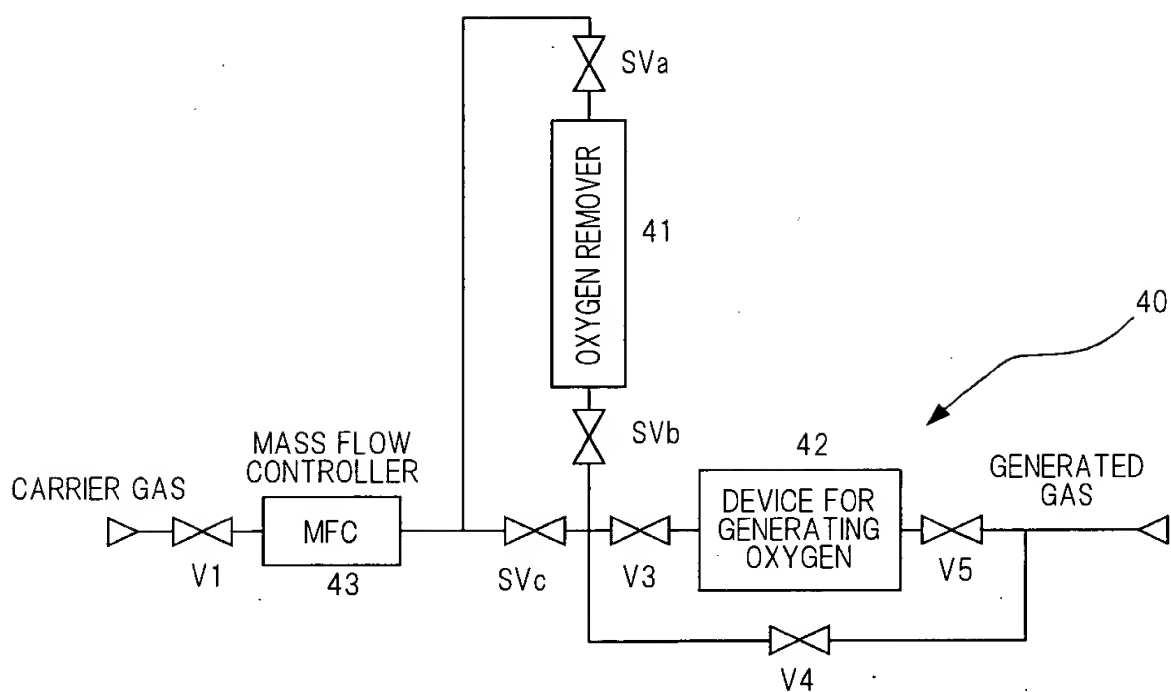 SVa
OXYGEN REMOVER
41
40
SVb
MASS FLOW
CONTROLLER
42
CARRIER GAS
GENERATED
GAS
MFC
DEVICE FOR
GENERATING
OXYGEN
V1
43
SVc
V3
V5
V4